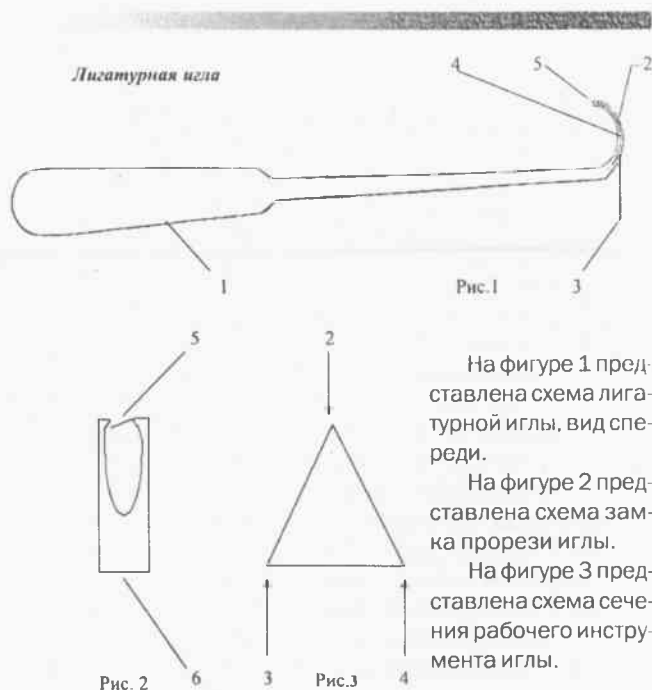 Лигатурная игла
4 5 2
1 Рис.1 3
5 2
На фигуре 1 пред-
ставлена схема лига-
турной иглы, вид спе-
реди.
На фигуре 2 пред-
ставлена схема зам-
ка прорези иглы.
На фигуре 3 пред-
ставлена схема сече-
ния рабочего инстру-
мента иглы.
Рис. 2 6 3 Рис.3 4